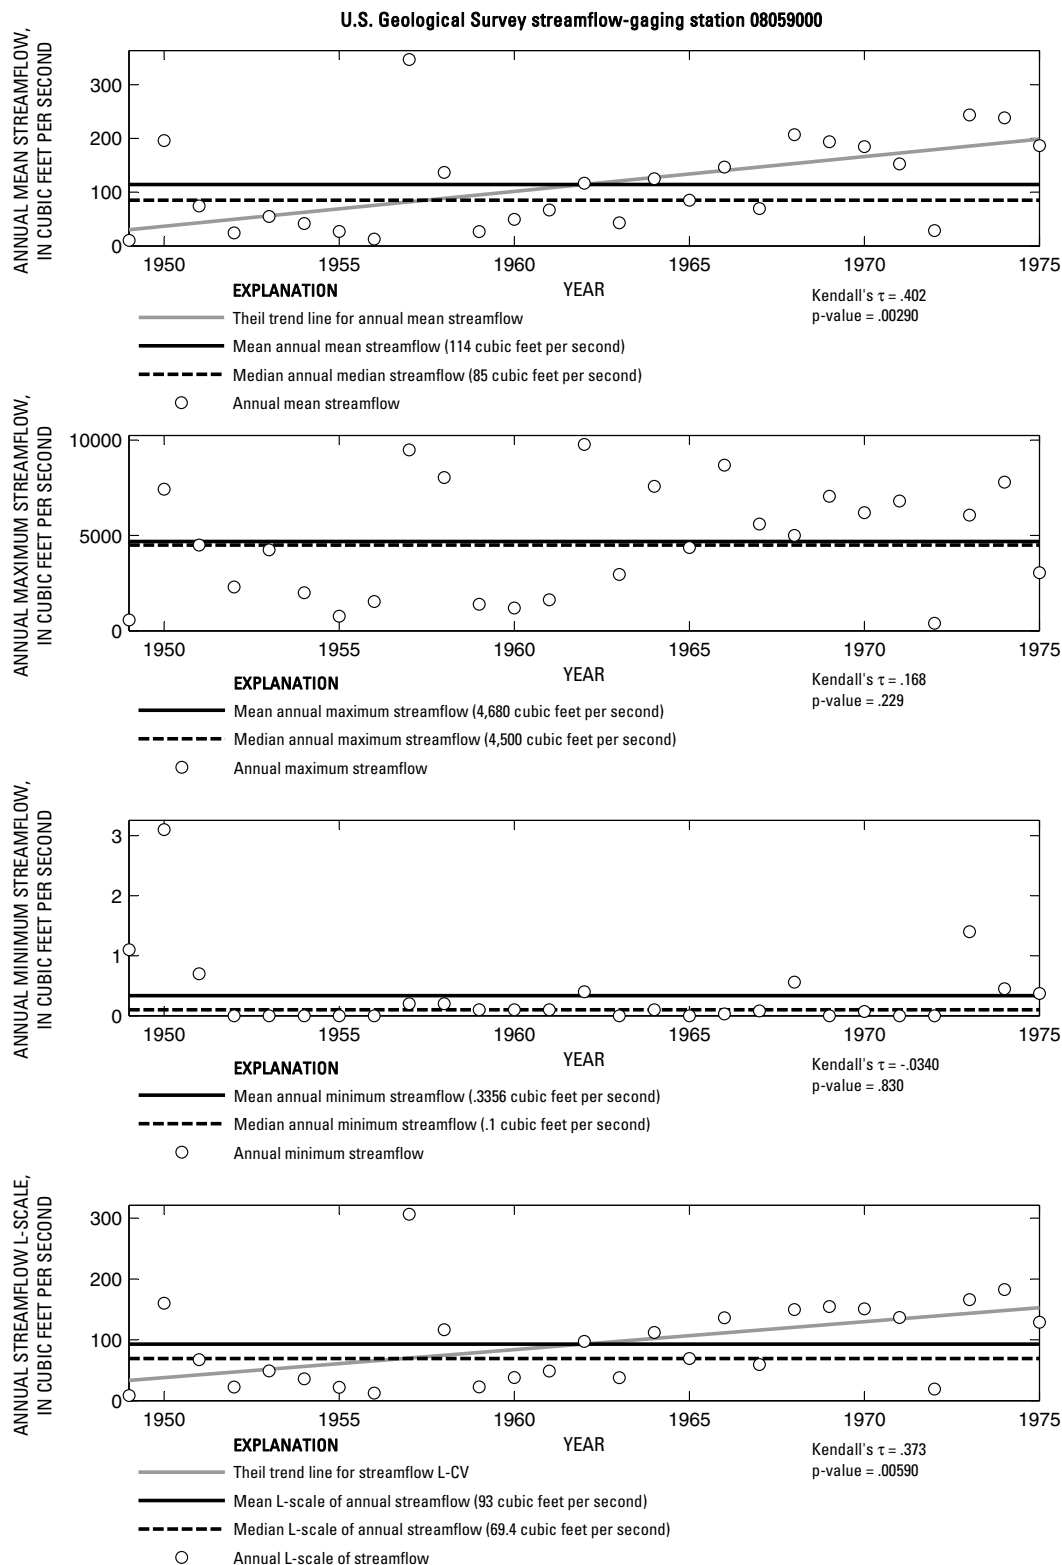 U.S. Geological Survey streamflow-gaging station 08059000
ANNUAL MEAN STREAMFLOW,
IN CUBIC FEET PER SECOND
300
200
100
0
1950 1955 1960 1965 1970 1975
YEAR
Kendall's τ = .402
p-value = .00290
EXPLANATION
Theil trend line for annual mean streamflow
Mean annual mean streamflow (114 cubic feet per second)
Median annual median streamflow (85 cubic feet per second)
Annual mean streamflow
ANNUAL MAXIMUM STREAMFLOW,
IN CUBIC FEET PER SECOND
10000
5000
0
1950 1955 1960 1965 1970 1975
YEAR
Kendall's τ = .168
p-value = .229
EXPLANATION
Mean annual maximum streamflow (4,680 cubic feet per second)
Median annual maximum streamflow (4,500 cubic feet per second)
Annual maximum streamflow
ANNUAL MINIMUM STREAMFLOW,
IN CUBIC FEET PER SECOND
3
2
1
0
1950 1955 1960 1965 1970 1975
YEAR
Kendall's τ = -.0340
p-value = .830
EXPLANATION
Mean annual minimum streamflow (.3356 cubic feet per second)
Median annual minimum streamflow (.1 cubic feet per second)
Annual minimum streamflow
ANNUAL STREAMFLOW L-SCALE,
IN CUBIC FEET PER SECOND
300
200
100
0
1950 1955 1960 1965 1970 1975
YEAR
Kendall's τ = .373
p-value = .00590
EXPLANATION
Theil trend line for streamflow L-CV
Mean L-scale of annual streamflow (93 cubic feet per second)
Median L-scale of annual streamflow (69.4 cubic feet per second)
Annual L-scale of streamflow